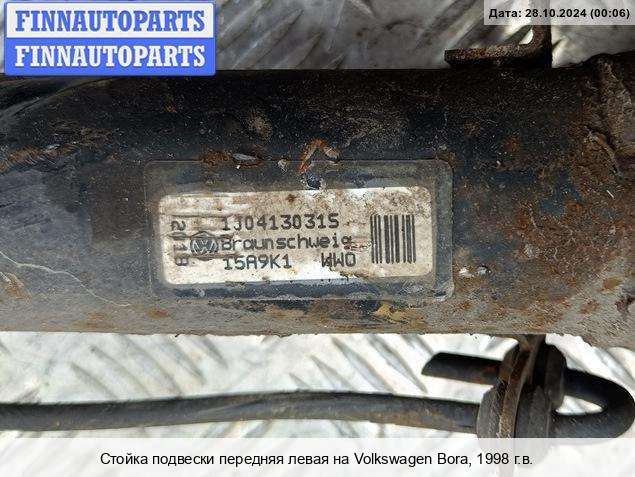 FINNAUTOPARTS
FINNAUTOPARTS
Дата: 28.10.2024 (00:06)
1J0413031S
Braunschweig
I5A9K1 WWO
Стойка подвески передняя левая на Volkswagen Bora, 1998 г.в.